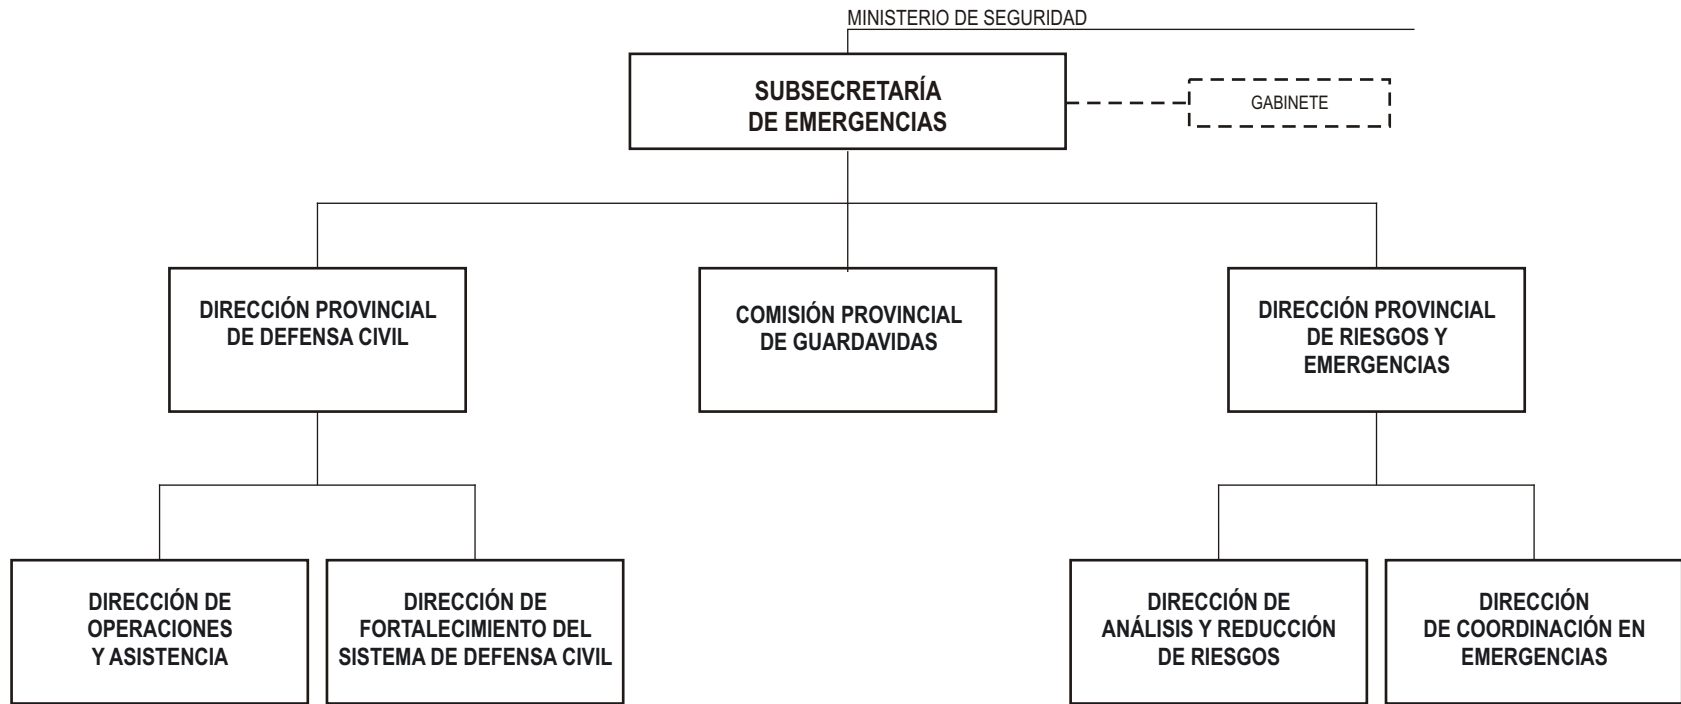 MINISTERIO DE SEGURIDAD
SUBSECRETARÍA
DE EMERGENCIAS
GABINETE
DIRECCIÓN PROVINCIAL
DE DEFENSA CIVIL
COMISIÓN PROVINCIAL
DE GUARDAVIDAS
DIRECCIÓN PROVINCIAL
DE RIESGOS Y
EMERGENCIAS
DIRECCIÓN DE
OPERACIONES
Y ASISTENCIA
DIRECCIÓN DE
FORTALECIMIENTO DEL
SISTEMA DE DEFENSA CIVIL
DIRECCIÓN DE
ANÁLISIS Y REDUCCIÓN
DE RIESGOS
DIRECCIÓN
DE COORDINACIÓN EN
EMERGENCIAS